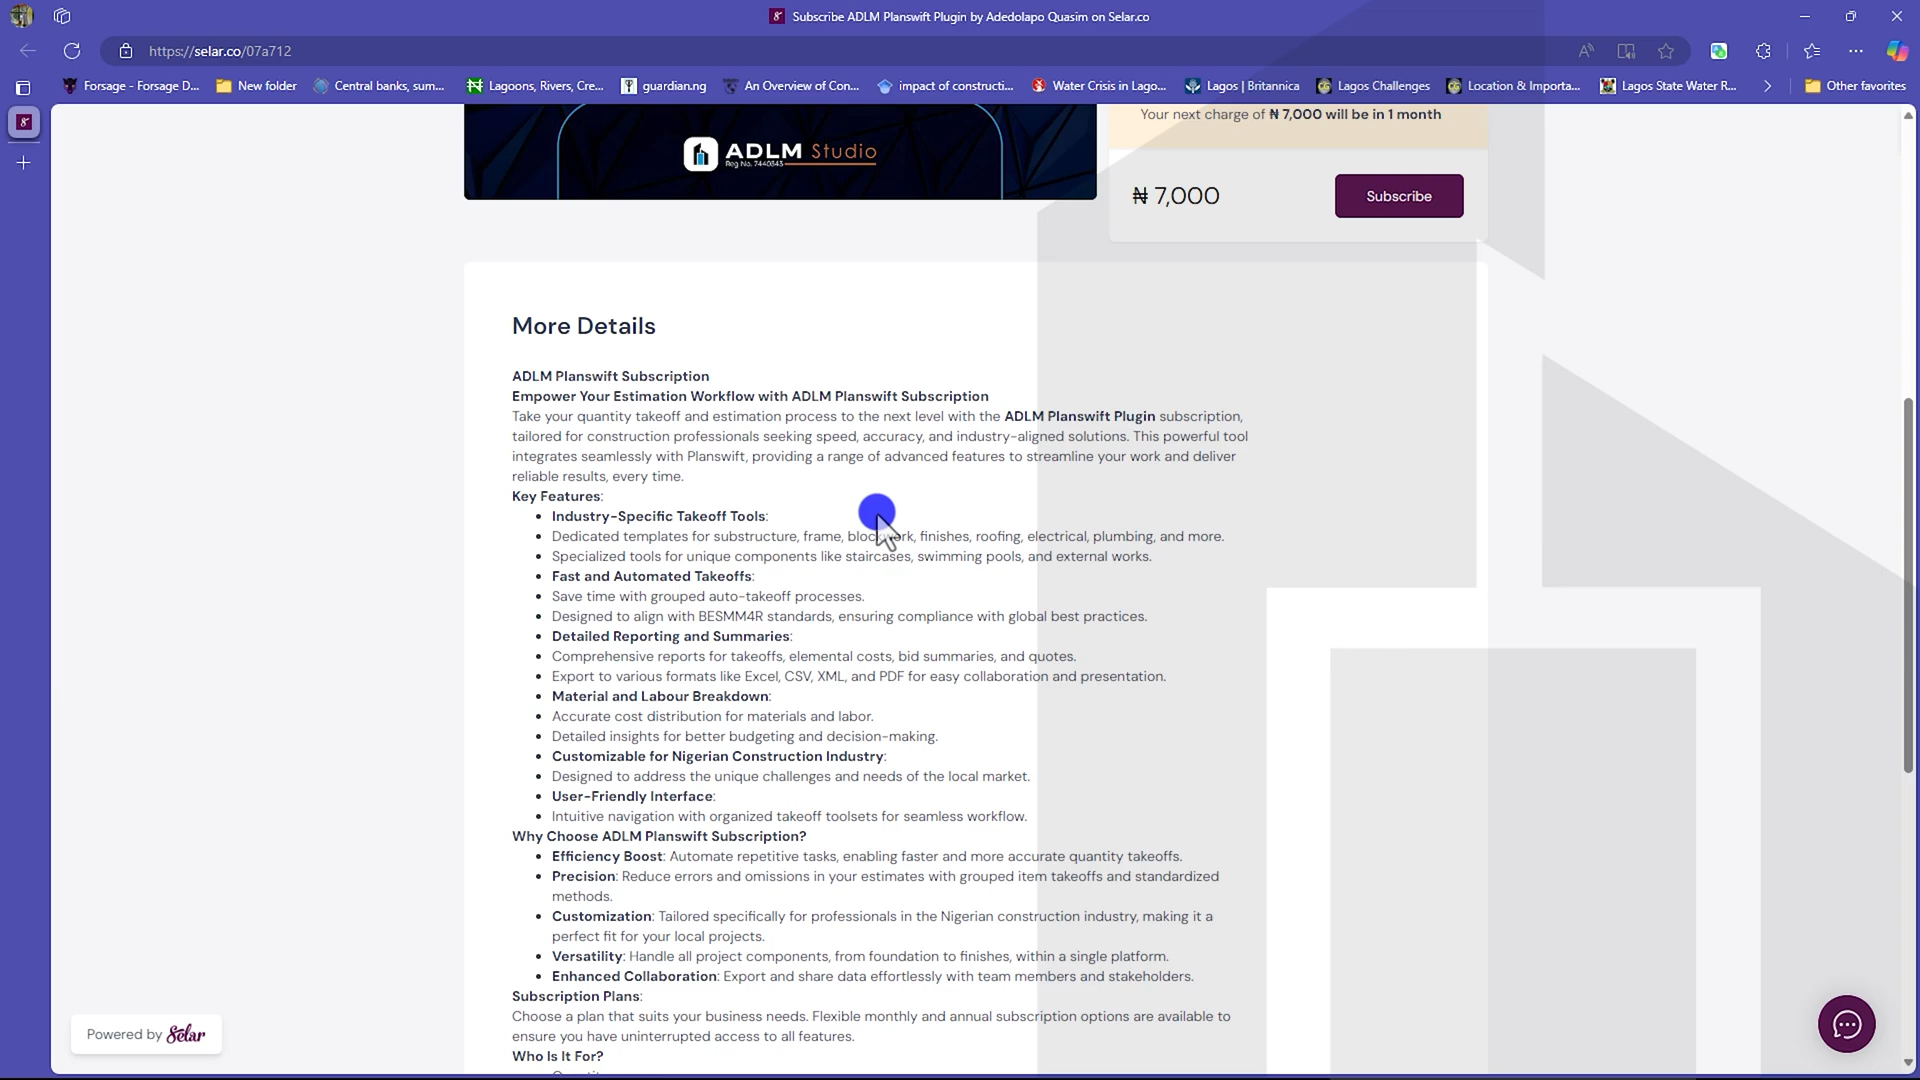 Subscribe ADLM Planswift Plugin by Adedolapo Quasim on Selar.co
https://selar.co/07a712
Forsage - Forsage D...
New folder
Central banks, sum...
Lagoons, Rivers, Cre...
guardian.ng
An Overview of Con...
impact of constructi...
Water Crisis in Lago...
Lagos | Britannica
Lagos Challenges
Location & Importa...
Lagos State Water R...
Other favorites
Your next charge of ₦ 7,000 will be in 1 month
ADLM Studio
Reg No. 7440343
₦ 7,000
Subscribe
More Details
ADLM Planswift Subscription
Empower Your Estimation Workflow with ADLM Planswift Subscription
Take your quantity takeoff and estimation process to the next level with the ADLM Planswift Plugin subscription,
tailored for construction professionals seeking speed, accuracy, and industry-aligned solutions. This powerful tool
integrates seamlessly with Planswift, providing a range of advanced features to streamline your work and deliver
reliable results, every time.
Key Features:
• Industry-Specific Takeoff Tools:
• Dedicated templates for substructure, frame, blockwork, finishes, roofing, electrical, plumbing, and more.
• Specialized tools for unique components like staircases, swimming pools, and external works.
• Fast and Automated Takeoffs:
• Save time with grouped auto-takeoff processes.
• Designed to align with BESMM4R standards, ensuring compliance with global best practices.
• Detailed Reporting and Summaries:
• Comprehensive reports for takeoffs, elemental costs, bid summaries, and quotes.
• Export to various formats like Excel, CSV, XML, and PDF for easy collaboration and presentation.
• Material and Labour Breakdown:
• Accurate cost distribution for materials and labor.
• Detailed insights for better budgeting and decision-making.
• Customizable for Nigerian Construction Industry:
• Designed to address the unique challenges and needs of the local market.
• User-Friendly Interface:
• Intuitive navigation with organized takeoff toolsets for seamless workflow.
Why Choose ADLM Planswift Subscription?
• Efficiency Boost: Automate repetitive tasks, enabling faster and more accurate quantity takeoffs.
• Precision: Reduce errors and omissions in your estimates with grouped item takeoffs and standardized
methods.
• Customization: Tailored specifically for professionals in the Nigerian construction industry, making it a
perfect fit for your local projects.
• Versatility: Handle all project components, from foundation to finishes, within a single platform.
• Enhanced Collaboration: Export and share data effortlessly with team members and stakeholders.
Subscription Plans:
Choose a plan that suits your business needs. Flexible monthly and annual subscription options are available to
ensure you have uninterrupted access to all features.
Who Is It For?
Powered by Selar